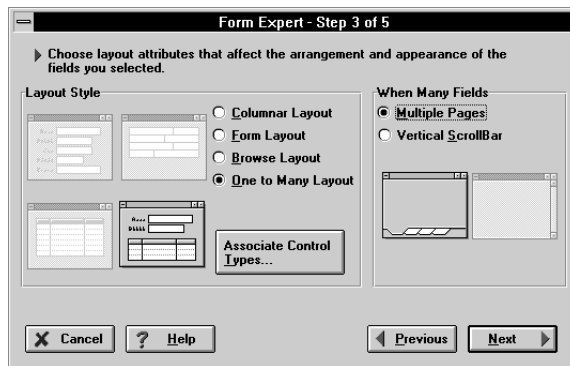 Form Expert - Step 3 of 5
Choose layout attributes that affect the arrangement and appearance of the
fields you selected.
Layout Style
Columnar Layout
Form Layout
Browse Layout
One to Many Layout
Associate Control
Types...
When Many Fields
Multiple Pages
Vertical ScrollBar
Cancel
Help
Previous
Next